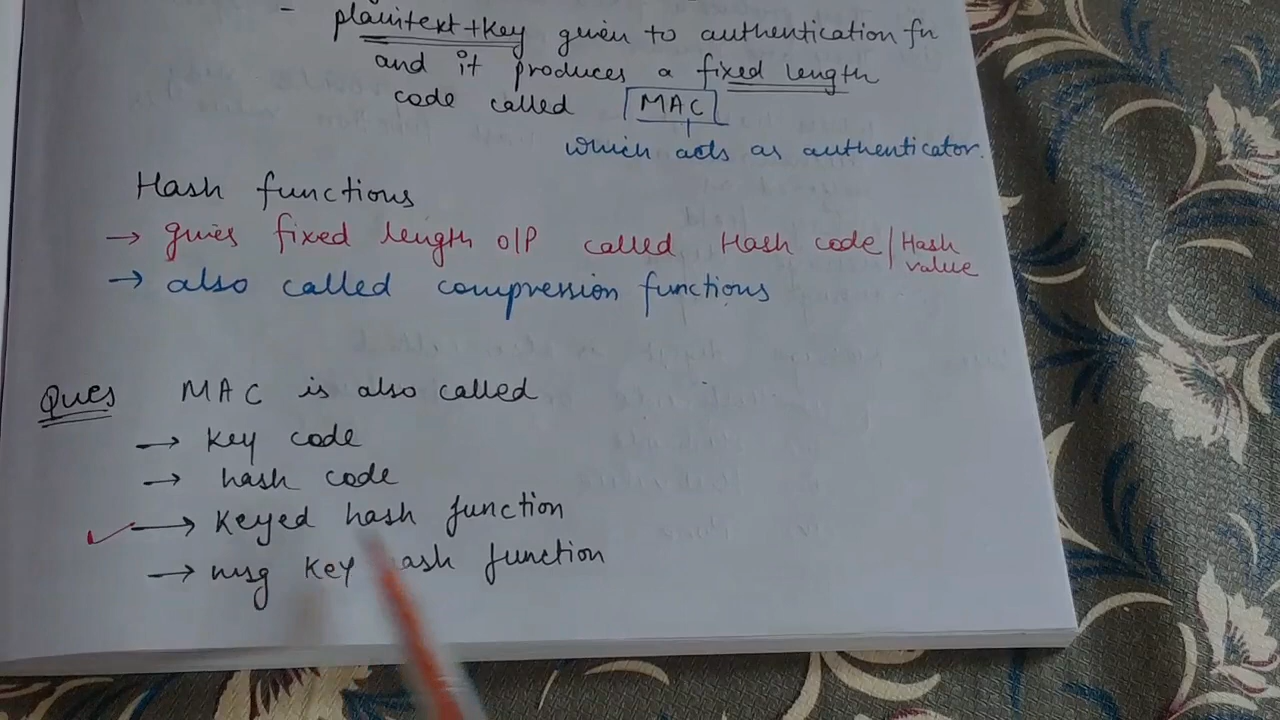 - plaintext+key given to authentication fn
and it produces a fixed length
code called MAC
which acts as authenticator.
Hash functions
→ gives fixed length O/P called Hash code / Hash value
→ also called compression functions
Ques MAC is also called
→ Key code
→ hash code
✓ → Keyed hash function
→ msg key hash function